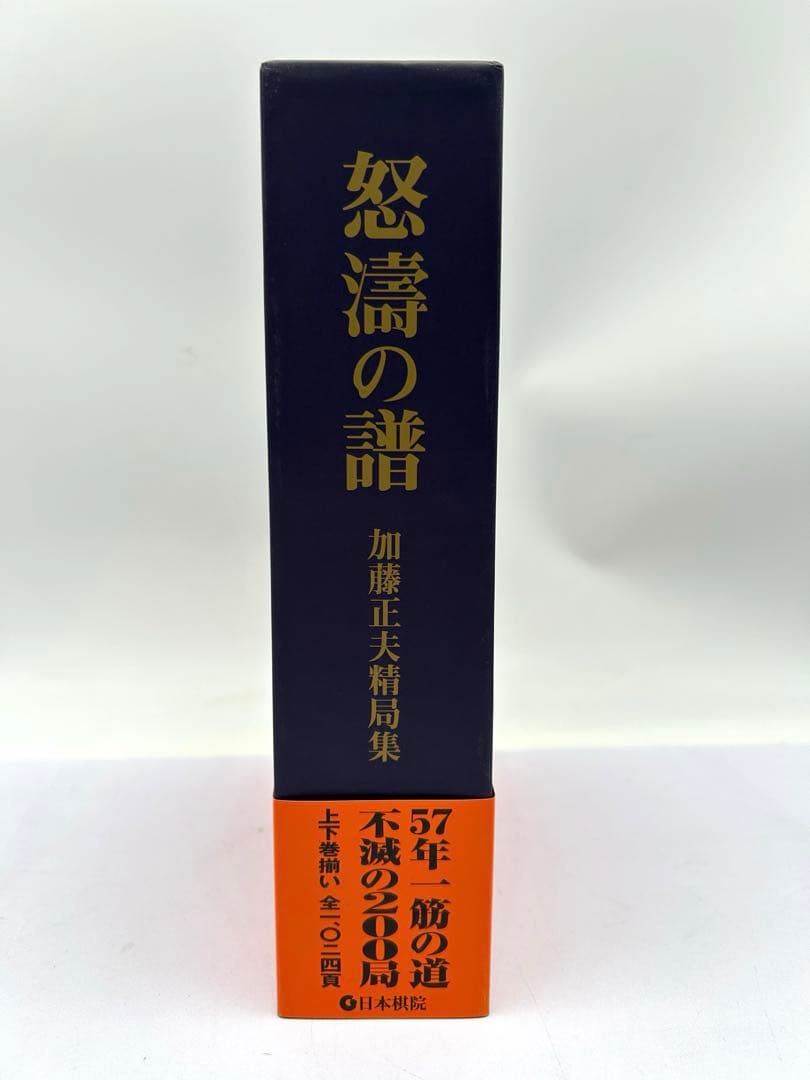 怒濤の譜
加藤正夫精局集
57年一筋の道
不滅の200局
上下巻揃い 全一、〇二四頁
日本棋院